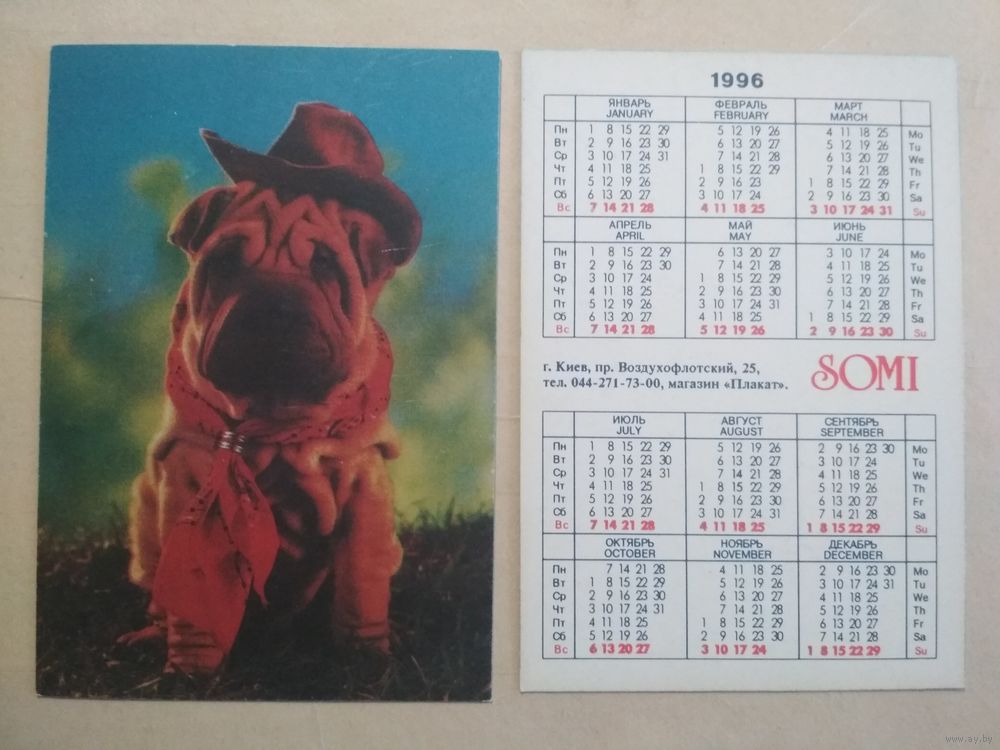 1996
ЯНВАРЬ ФЕВРАЛЬ МАРТ
JANUARY FEBRUARY MARCH
Пн 1 8 15 22 29 5 12 19 26 4 11 18 25 Mo
Вт 2 9 16 23 30 6 13 20 27 5 12 19 26 Tu
Ср 3 10 17 24 31 7 14 21 28 6 13 20 27 We
Чт 4 11 18 25 1 8 15 22 29 7 14 21 28 Th
Пт 5 12 19 26 2 9 16 23 1 8 15 22 29 Fr
Сб 6 13 20 27 3 10 17 24 2 9 16 23 30 Sa
Вс 7 14 21 28 4 11 18 25 3 10 17 24 31 Su
АПРЕЛЬ МАЙ ИЮНЬ
APRIL MAY JUNE
Пн 1 8 15 22 29 6 13 20 27 3 10 17 24 Mo
Вт 2 9 16 23 30 7 14 21 28 4 11 18 25 Tu
Ср 3 10 17 24 1 8 15 22 29 5 12 19 26 We
Чт 4 11 18 25 2 9 16 23 30 6 13 20 27 Th
Пт 5 12 19 26 3 10 17 24 31 7 14 21 28 Fr
Сб 6 13 20 27 4 11 18 25 1 8 15 22 29 Sa
Вс 7 14 21 28 5 12 19 26 2 9 16 23 30 Su
г. Киев, пр. Воздухофлотский, 25,
тел. 044-271-73-00, магазин «Плакат».
SOMI
ИЮЛЬ АВГУСТ СЕНТЯБРЬ
JULY AUGUST SEPTEMBER
Пн 1 8 15 22 29 5 12 19 26 2 9 16 23 30 Mo
Вт 2 9 16 23 30 6 13 20 27 3 10 17 24 Tu
Ср 3 10 17 24 31 7 14 21 28 4 11 18 25 We
Чт 4 11 18 25 1 8 15 22 29 5 12 19 26 Th
Пт 5 12 19 26 2 9 16 23 30 6 13 20 27 Fr
Сб 6 13 20 27 3 10 17 24 31 7 14 21 28 Sa
Вс 7 14 21 28 4 11 18 25 1 8 15 22 29 Su
ОКТЯБРЬ НОЯБРЬ ДЕКАБРЬ
OCTOBER NOVEMBER DECEMBER
Пн 7 14 21 28 4 11 18 25 2 9 16 23 30 Mo
Вт 1 8 15 22 29 5 12 19 26 3 10 17 24 31 Tu
Ср 2 9 16 23 30 6 13 20 27 4 11 18 25 We
Чт 3 10 17 24 31 7 14 21 28 5 12 19 26 Th
Пт 4 11 18 25 1 8 15 22 29 6 13 20 27 Fr
Сб 5 12 19 26 2 9 16 23 30 7 14 21 28 Sa
Вс 6 13 20 27 3 10 17 24 1 8 15 22 29 Su
www.ay.by